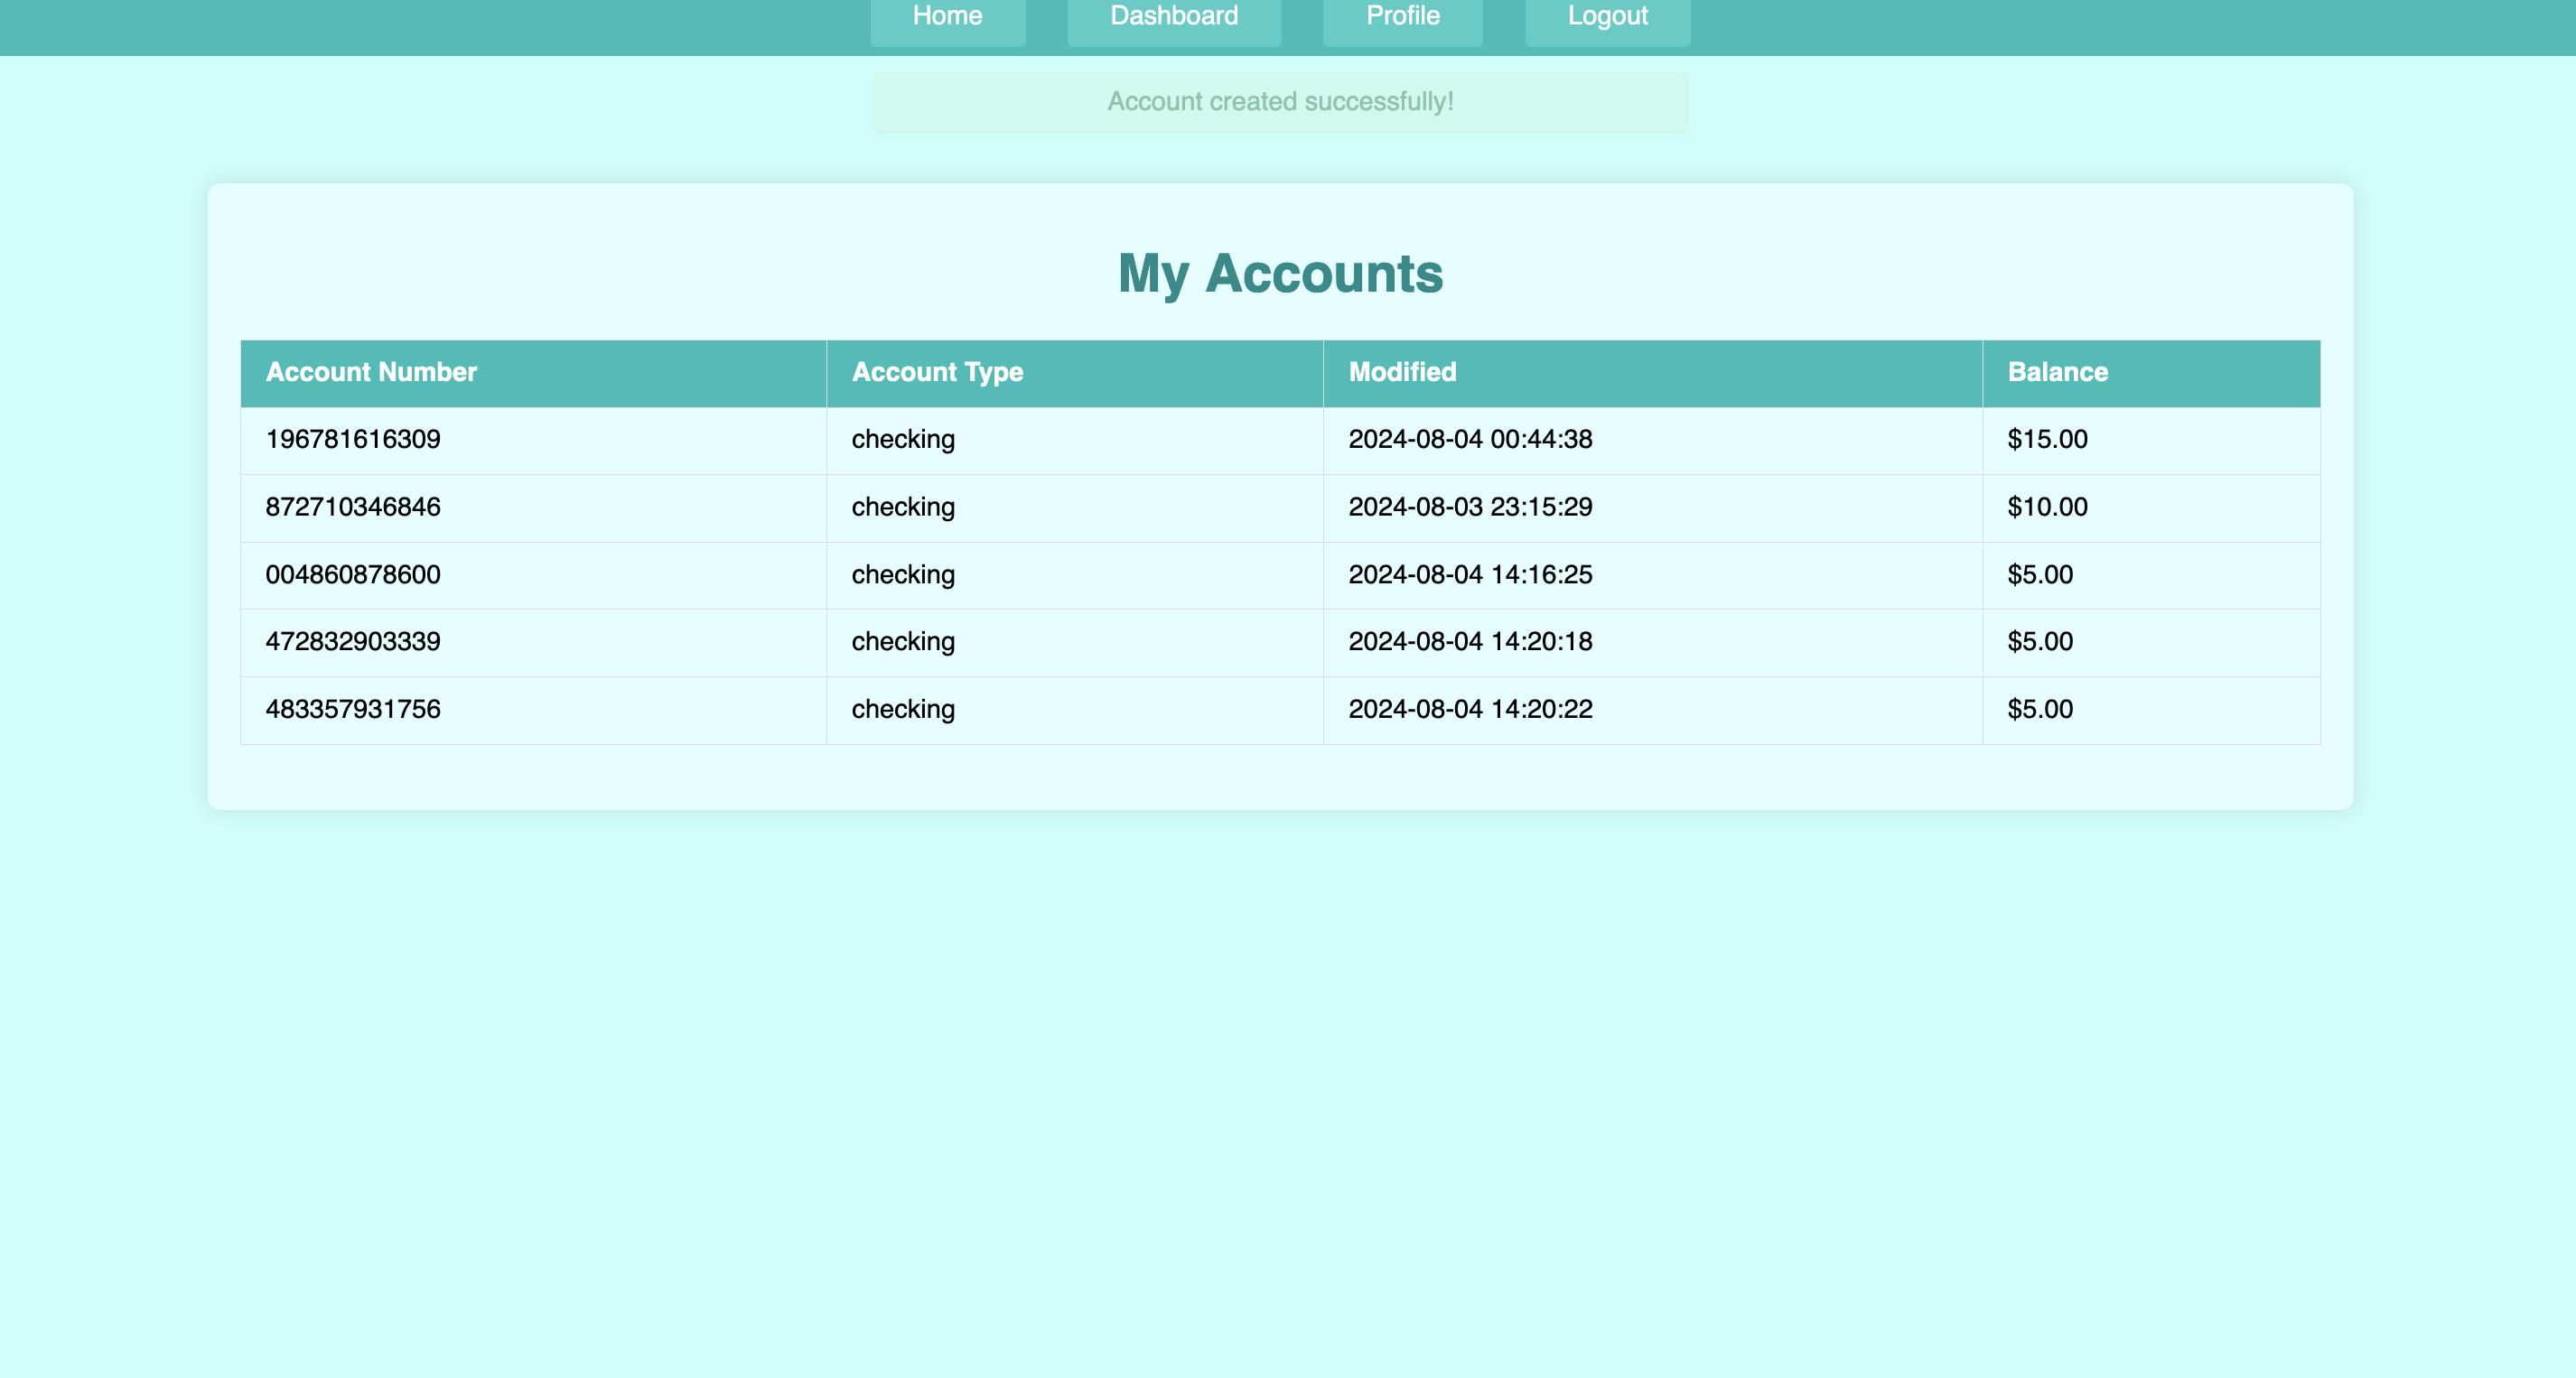 Home Dashboard Profile Logout
Account created successfully!
My Accounts
Account Number Account Type Modified Balance
196781616309 checking 2024-08-04 00:44:38 $15.00
872710346846 checking 2024-08-03 23:15:29 $10.00
004860878600 checking 2024-08-04 14:16:25 $5.00
472832903339 checking 2024-08-04 14:20:18 $5.00
483357931756 checking 2024-08-04 14:20:22 $5.00